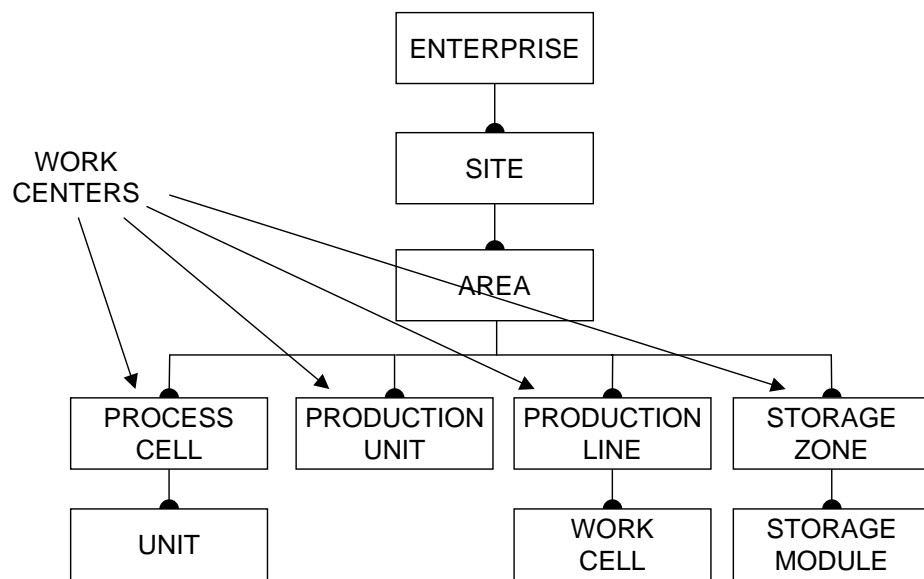 ENTERPRISE
SITE
WORK
CENTERS
AREA
PROCESS
CELL
PRODUCTION
UNIT
PRODUCTION
LINE
STORAGE
ZONE
UNIT
WORK
CELL
STORAGE
MODULE